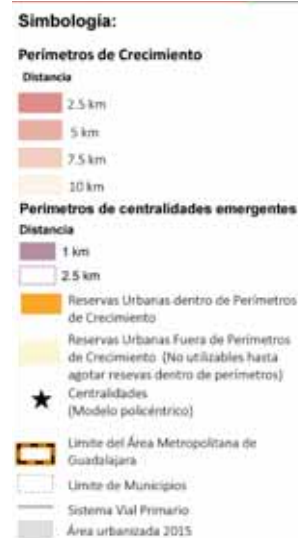 Simbología:
Perímetros de Crecimiento
Distancia
2.5 km
5 km
7.5 km
10 km
Perímetros de centralidades emergentes
Distancia
1 km
2.5 km
Reservas Urbanas dentro de Perímetros
de Crecimiento
Reservas Urbanas Fuera de Perímetros
de Crecimiento (No utilizables hasta
agotar resevas dentro de perímetros)
Centralidades
(Modelo policéntrico)
Limite del Área Metropolitana de
Guadalajara
Limite de Municipios
Sistema Vial Primario
Área urbanizada 2015